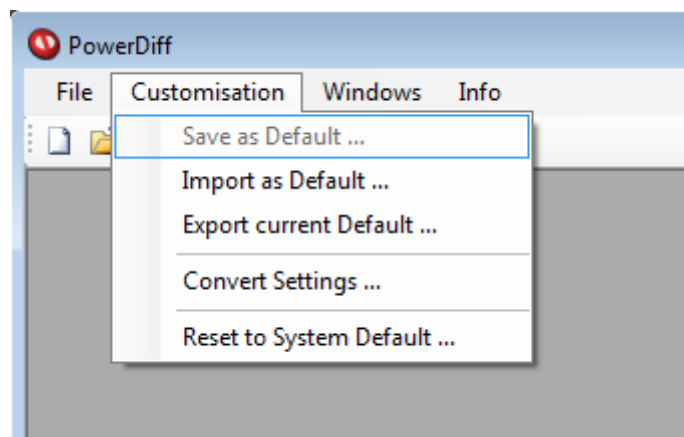 PowerDiff
File Customisation Windows Info
Save as Default ...
Import as Default ...
Export current Default ...
Convert Settings ...
Reset to System Default ...